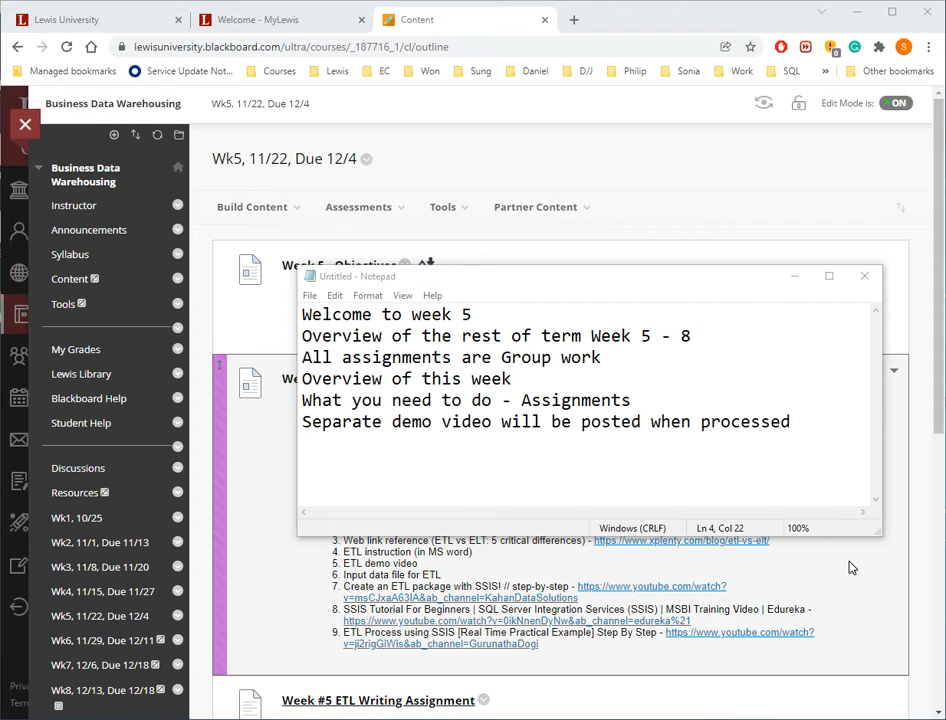 Lewis University
Welcome - MyLewis
Content
lewisuniversity.blackboard.com/ultra/courses/_187716_1/cl/outline
0
S
Managed bookmarks
Service Update Not...
Courses
Lewis
EC
Won
Sung
Daniel
D/J
Philip
Sonia
Work
SQL
»
Other bookmarks
Business Data Warehousing
Wk5, 11/22, Due 12/4
Edit Mode is:
ON
Business Data
Warehousing
Instructor
Announcements
Syllabus
Content
Tools
My Grades
Lewis Library
Blackboard Help
Student Help
Discussions
Resources
Wk1, 10/25
Wk2, 11/1, Due 11/13
Wk3, 11/8, Due 11/20
Wk4, 11/15, Due 11/27
Wk5, 11/22, Due 12/4
Wk6, 11/29, Due 12/11
Wk7, 12/6, Due 12/18
Wk8, 12/13, Due 12/18
Wk5, 11/22, Due 12/4
Build Content
Assessments
Tools
Partner Content
Untitled - Notepad
File
Edit
Format
View
Help
Welcome to week 5
Overview of the rest of term Week 5 - 8
All assignments are Group work
Overview of this week
What you need to do - Assignments
Separate demo video will be posted when processed
Windows (CRLF)
Ln 4, Col 22
100%
3. Web link reference (ETL vs ELT: 5 critical differences) - https://www.xplenty.com/blog/etl-vs-elt/
4. ETL instruction (in MS word)
5. ETL demo video
6. Input data file for ETL
7. Create an ETL package with SSIS! // step-by-step - https://www.youtube.com/watch?
v=msCJxaA63IA&ab_channel=KahanDataSolutions
8. SSIS Tutorial For Beginners | SQL Server Integration Services (SSIS) | MSBI Training Video | Edureka -
https://www.youtube.com/watch?v=0ikNnenDyNw&ab_channel=edureka%21
9. ETL Process using SSIS [Real Time Practical Example] Step By Step - https://www.youtube.com/watch?
v=ji2rigGiWis&ab_channel=GurunathaDogi
Week #5 ETL Writing Assignment